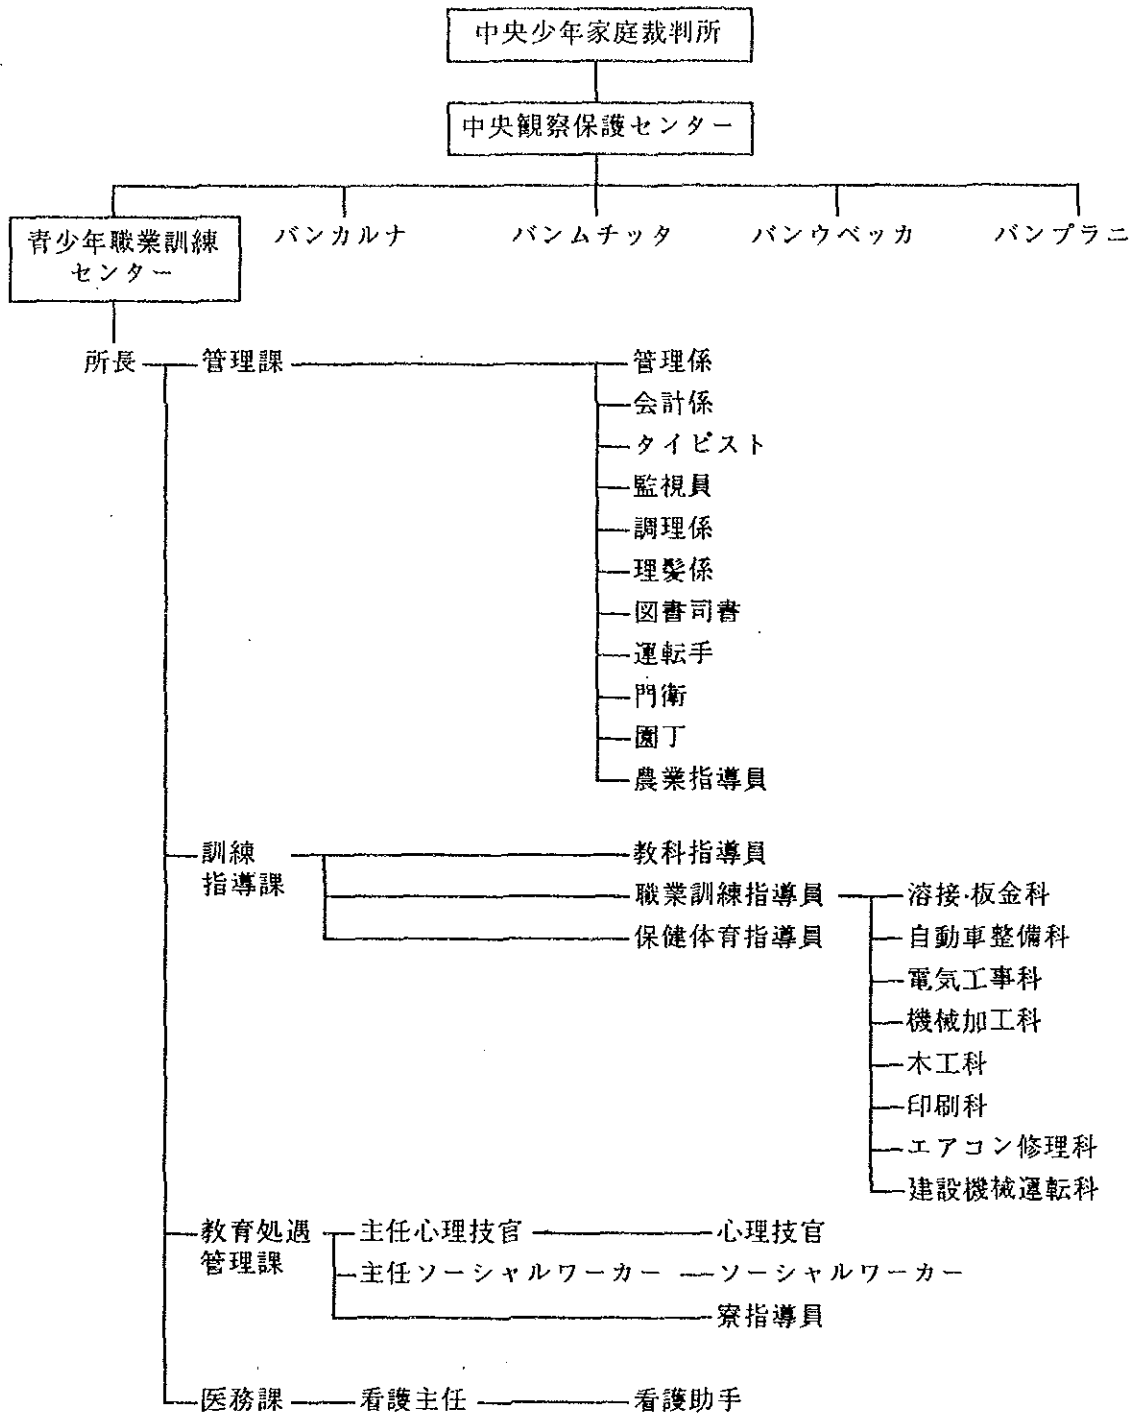 中央少年家庭裁判所
中央観察保護センター
青少年職業訓練
センター
バンカルナ
バンムチッタ
バンウベッカ
バンプラニ
所長
管理課
管理係
会計係
タイピスト
監視員
調理係
理髪係
図書司書
運転手
門衛
園丁
農業指導員
訓練
指導課
教科指導員
職業訓練指導員
保健体育指導員
溶接·板金科
自動車整備科
電気工事科
機械加工科
木工科
印刷科
エアコン修理科
建設機械運転科
教育処遇
管理課
主任心理技官
心理技官
主任ソーシャルワーカー
ソーシャルワーカー
寮指導員
医務課
看護主任
看護助手